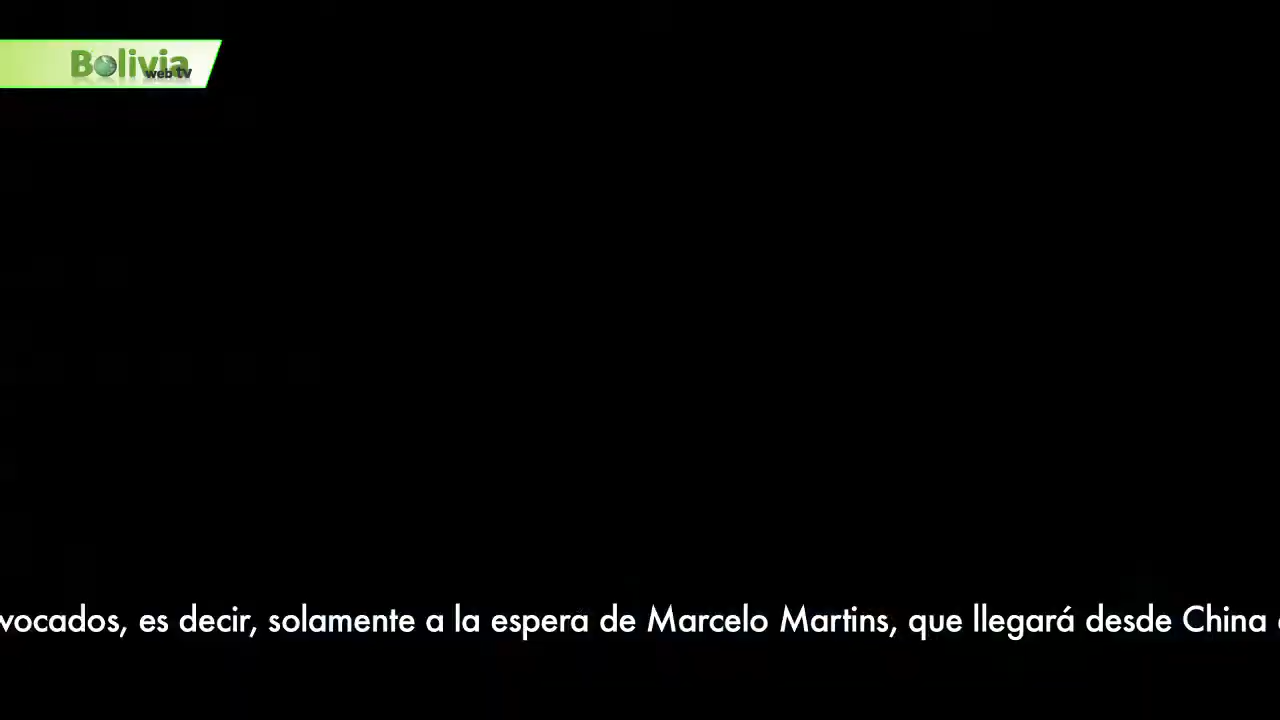 Bolivia
web tv
vocados, es decir, solamente a la espera de Marcelo Martins, que llegará desde China